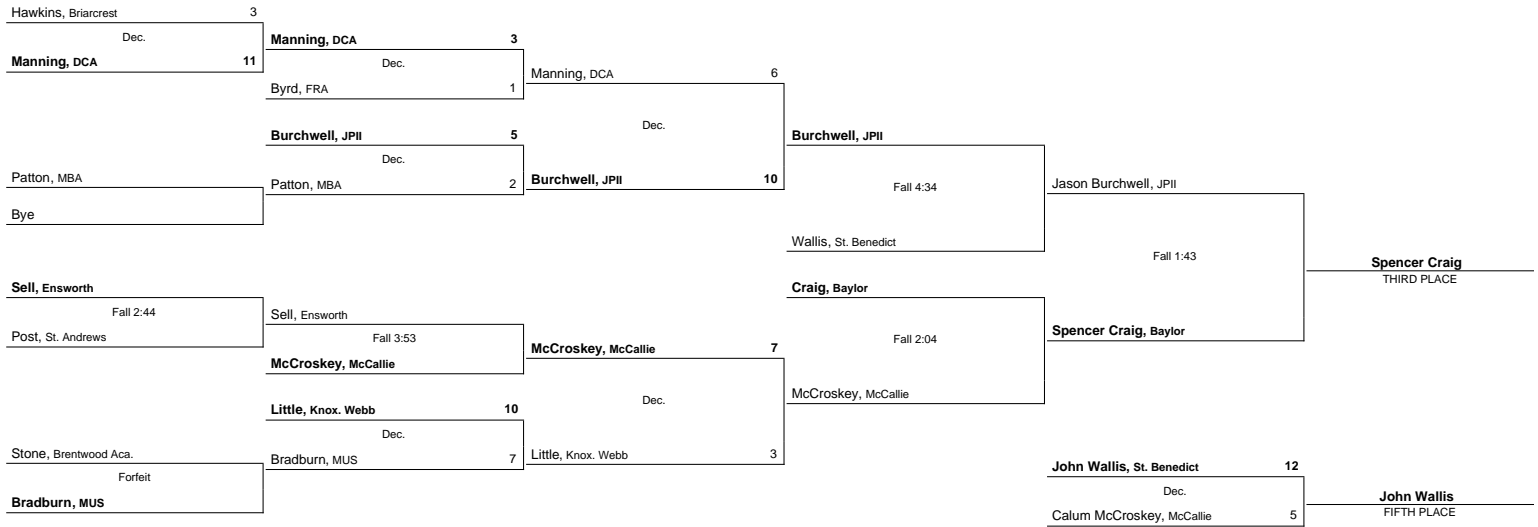 Hawkins, Briarcrest 3
Dec.
Manning, DCA 11
Patton, MBA
Bye
Sell, Ensworth
Fall 2:44
Post, St. Andrews
Stone, Brentwood Aca.
Forfeit
Bradburn, MUS
Manning, DCA 3
Dec.
Byrd, FRA 1
Burchwell, JPII 5
Dec.
Patton, MBA 2
Sell, Ensworth
Fall 3:53
McCroskey, McCallie
Little, Knox. Webb 10
Dec.
Bradburn, MUS 7
Manning, DCA 6
Dec.
Burchwell, JPII 10
McCroskey, McCallie 7
Dec.
Little, Knox. Webb 3
Burchwell, JPII
Fall 4:34
Wallis, St. Benedict
Craig, Baylor
Fall 2:04
McCroskey, McCallie
Jason Burchwell, JPII
Fall 1:43
Spencer Craig, Baylor
Spencer Craig
THIRD PLACE
John Wallis, St. Benedict 12
Dec.
Calum McCroskey, McCallie 5
John Wallis
FIFTH PLACE